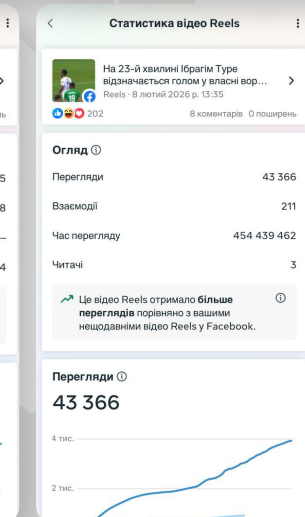 Статистика відео Reels
На 23-й хвилині Ібрагім Туре
відзначається голом у власні вор...
Reels · 8 лютий 2026 р. 13:35
202
8 коментарів 0 поширень
Огляд
Перегляди 43 366
Взаємодії 211
Час перегляду 454 439 462
Читачі 3
Це відео Reels отримало більше
переглядів порівняно з вашими
нещодавніми відео Reels у Facebook.
Перегляди
43 366
4 тис.
2 тис.